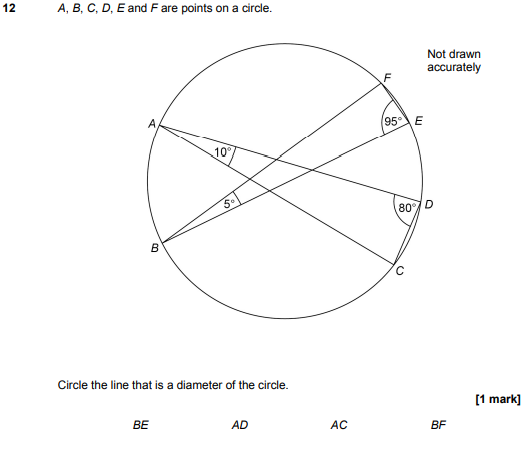 12 A, B, C, D, E and F are points on a circle.
Not drawn
accurately
F
A
95° E
10°
5°
80° D
B
C
Circle the line that is a diameter of the circle.
[1 mark]
BE AD AC BF